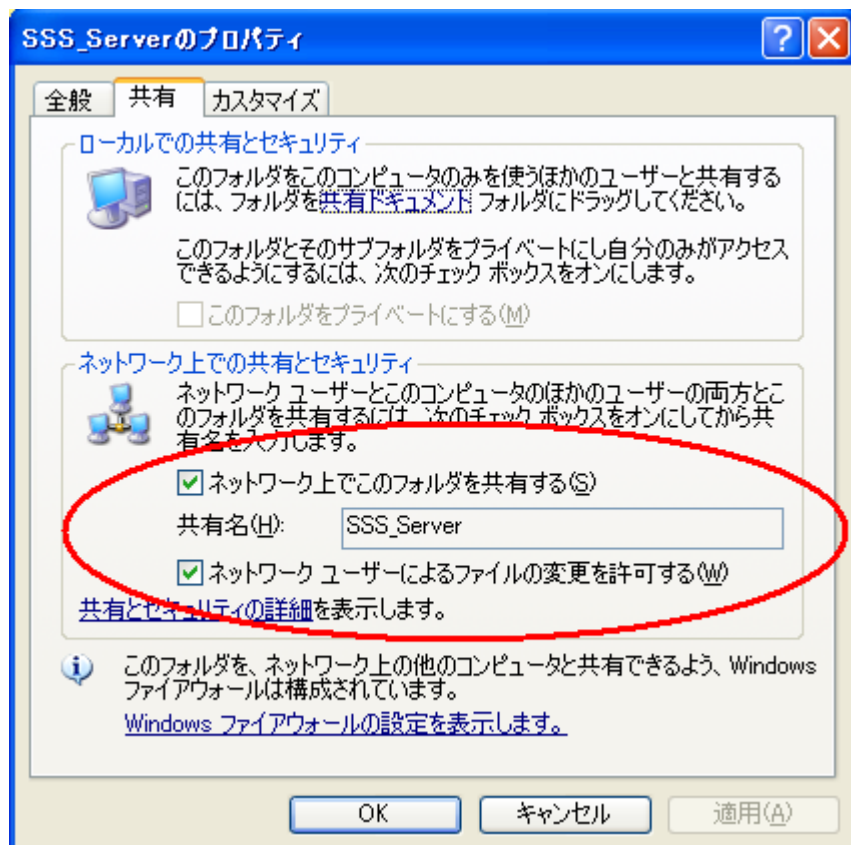 SSS_Serverのプロパティ
全般 共有 カスタマイズ
ローカルでの共有とセキュリティ
このフォルダをこのコンピュータのみを使うほかのユーザーと共有する
には、フォルダを共有ドキュメント フォルダにドラッグしてください。
このフォルダとそのサブフォルダをプライベートにし自分のみがアクセス
できるようにするには、次のチェック ボックスをオンにします。
このフォルダをプライベートにする(M)
ネットワーク上での共有とセキュリティ
ネットワーク ユーザーとこのコンピュータのほかのユーザーの両方とこ
のフォルダを共有するには、次のチェック ボックスをオンにしてから共
有名を入力します。
ネットワーク上でこのフォルダを共有する(S)
共有名(H): SSS_Server
ネットワーク ユーザーによるファイルの変更を許可する(W)
共有とセキュリティの詳細を表示します。
このフォルダを、ネットワーク上の他のコンピュータと共有できるよう、Windows
ファイアウォールは構成されています。
Windows ファイアウォールの設定を表示します。
OK キャンセル 適用(A)